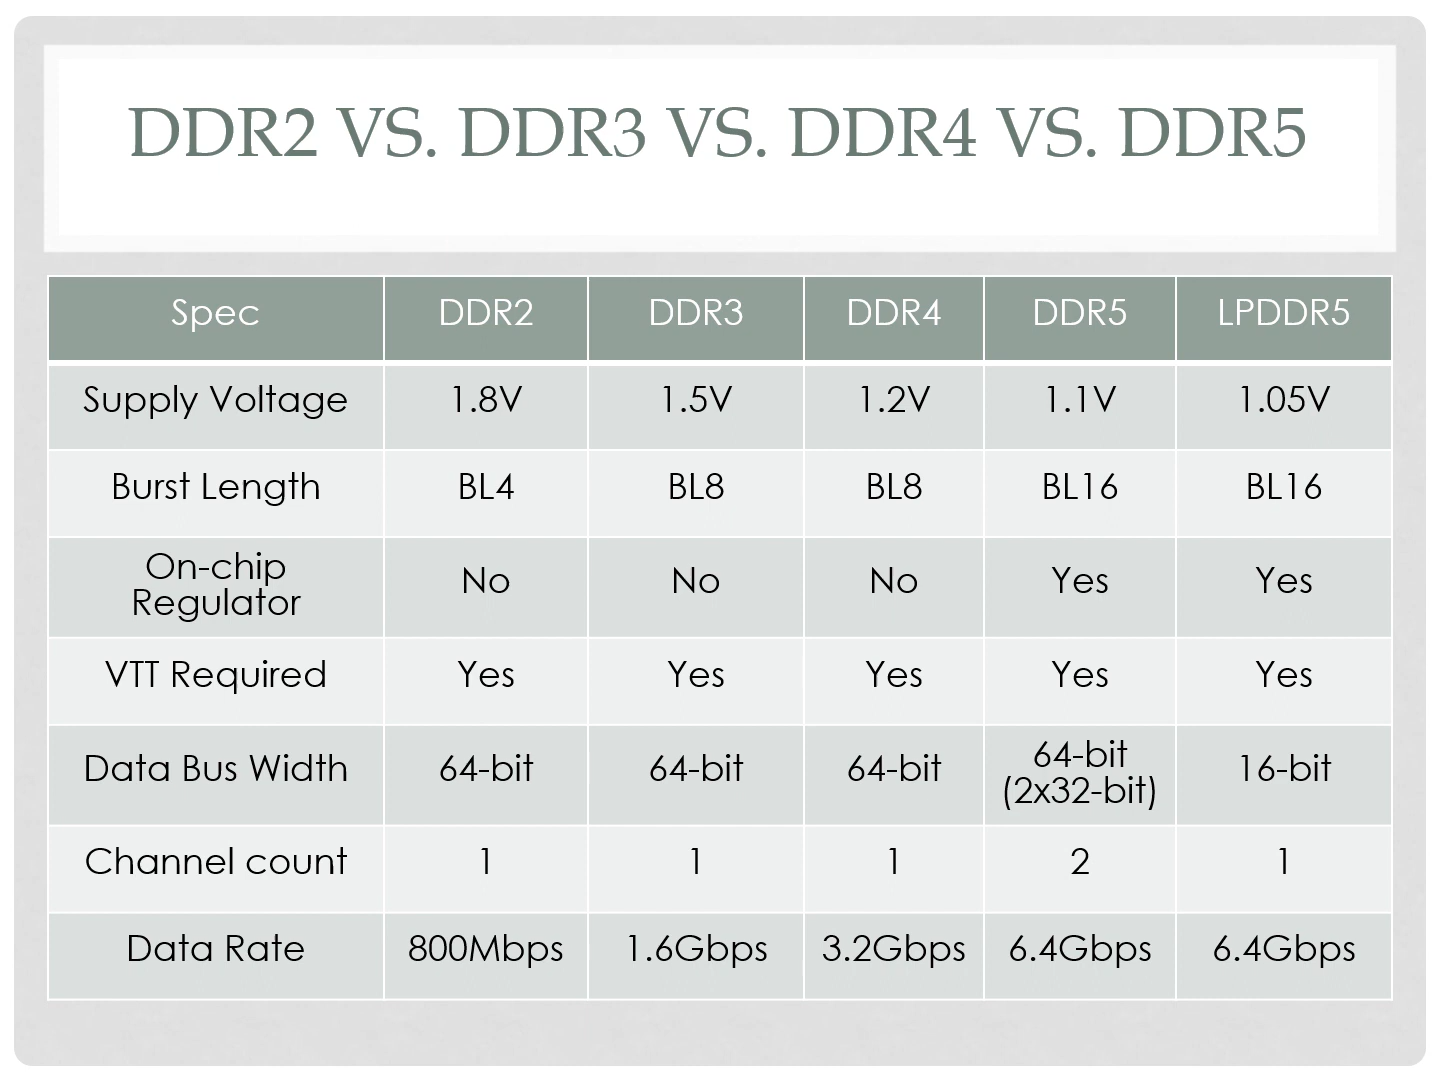 DDR2 VS. DDR3 VS. DDR4 VS. DDR5
Spec DDR2 DDR3 DDR4 DDR5 LPDDR5
Supply Voltage 1.8V 1.5V 1.2V 1.1V 1.05V
Burst Length BL4 BL8 BL8 BL16 BL16
On-chip
Regulator No No No Yes Yes
VTT Required Yes Yes Yes Yes Yes
Data Bus Width 64-bit 64-bit 64-bit 64-bit
(2x32-bit) 16-bit
Channel count 1 1 1 2 1
Data Rate 800Mbps 1.6Gbps 3.2Gbps 6.4Gbps 6.4Gbps